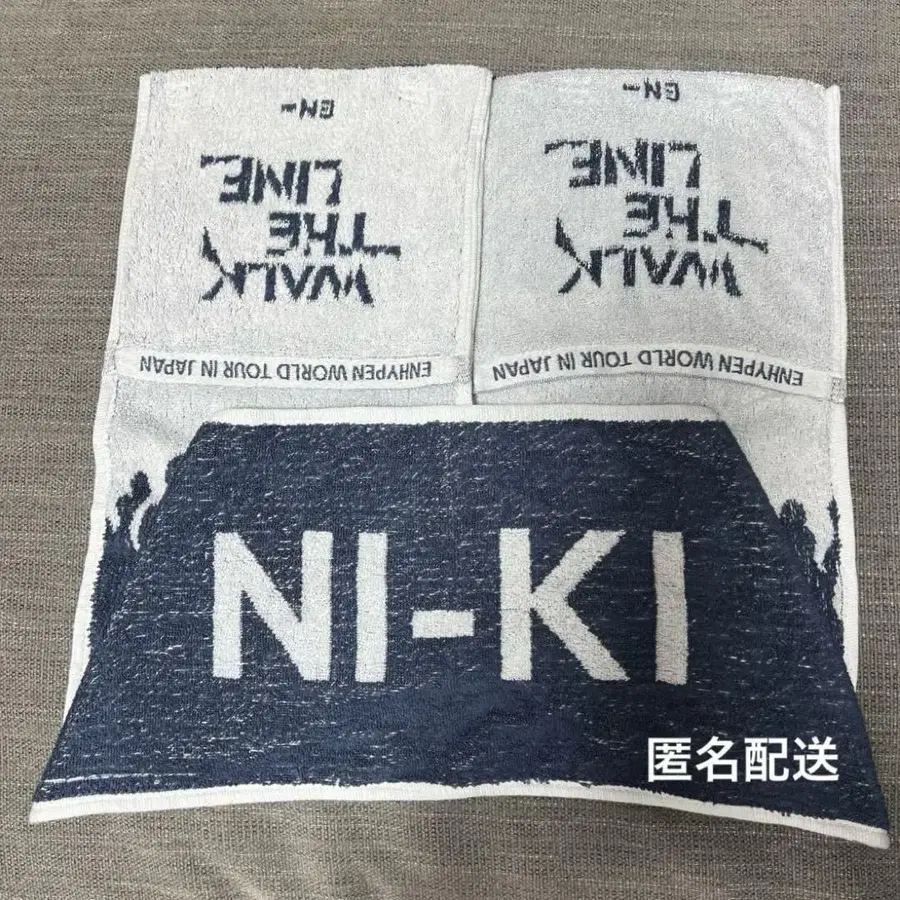 EN-
WALK
THE
LINE
ENHYPEN WORLD TOUR IN JAPAN
EN-
WALK
THE
LINE
ENHYPEN WORLD TOUR IN JAPAN
NI-KI
匿名配送